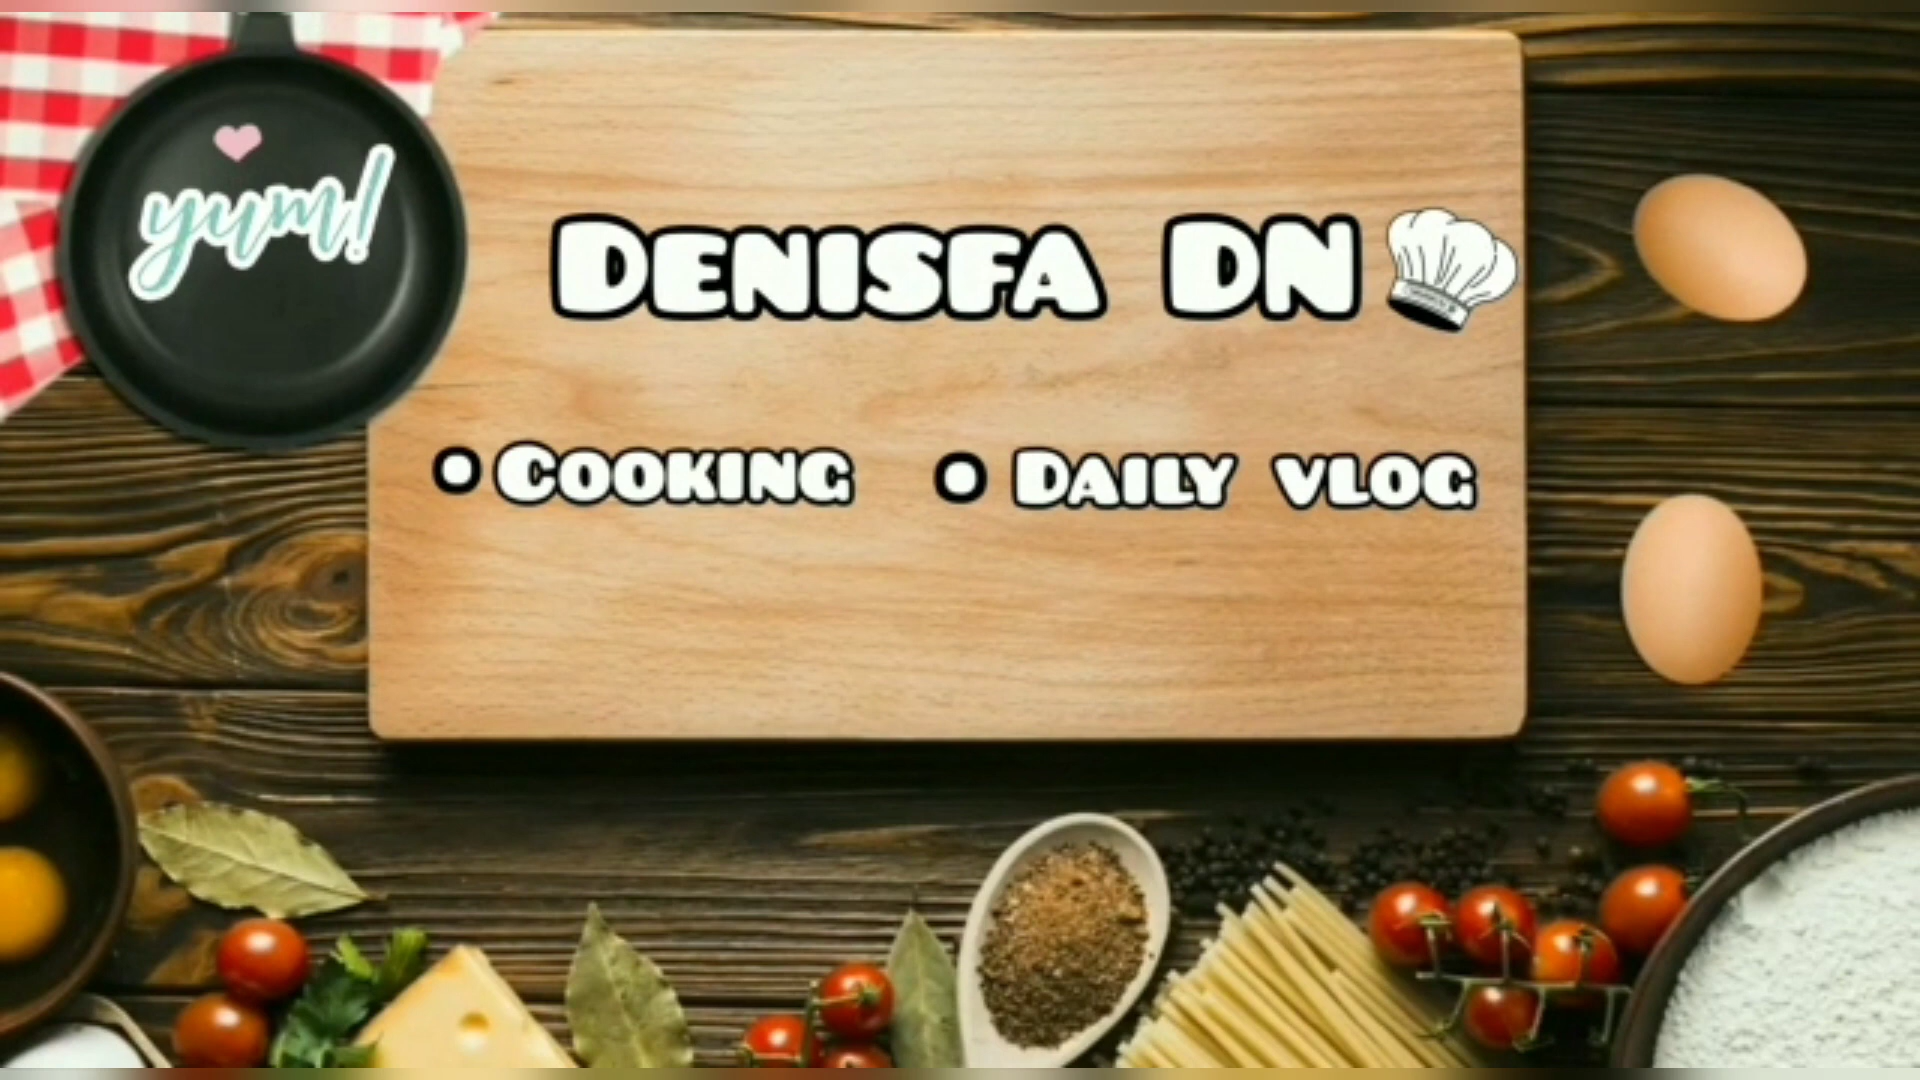 yum!
Denisfa DN
• Cooking • Daily vlog